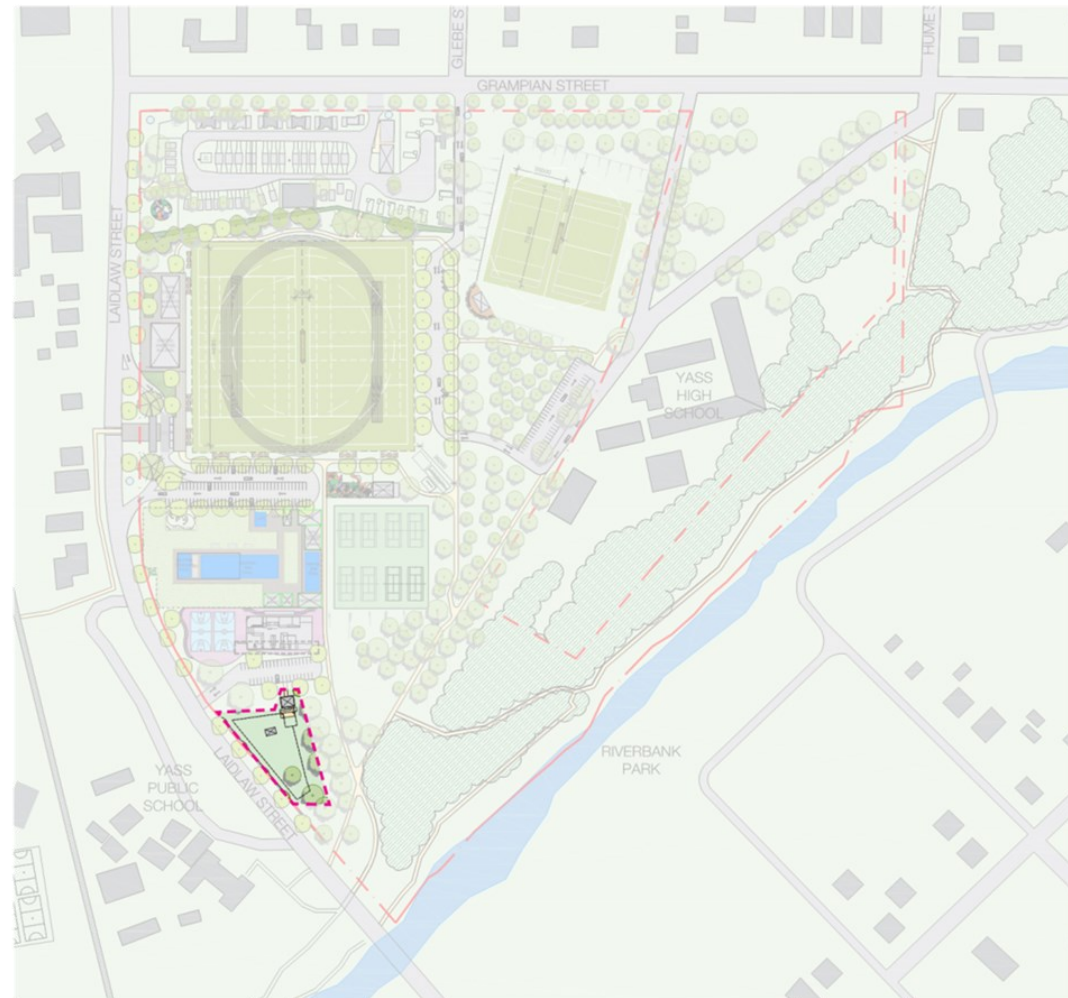 GLEBE S
HUME S
GRAMPIAN STREET
LAIDLAW STREET
YASS
HIGH
SCHOOL
RIVERBANK
PARK
YASS
PUBLIC
SCHOOL
LAIDLAW STREET